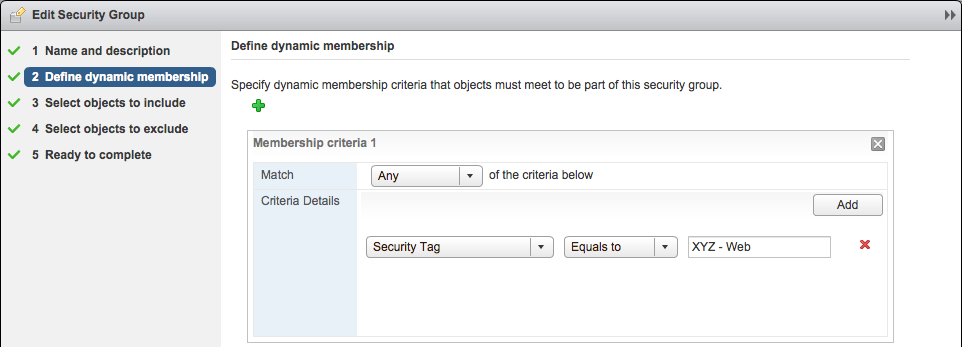 Edit Security Group
1 Name and description
2 Define dynamic membership
3 Select objects to include
4 Select objects to exclude
5 Ready to complete
Define dynamic membership
Specify dynamic membership criteria that objects must meet to be part of this security group.
Membership criteria 1
Match Any of the criteria below
Criteria Details
Add
Security Tag Equals to XYZ - Web